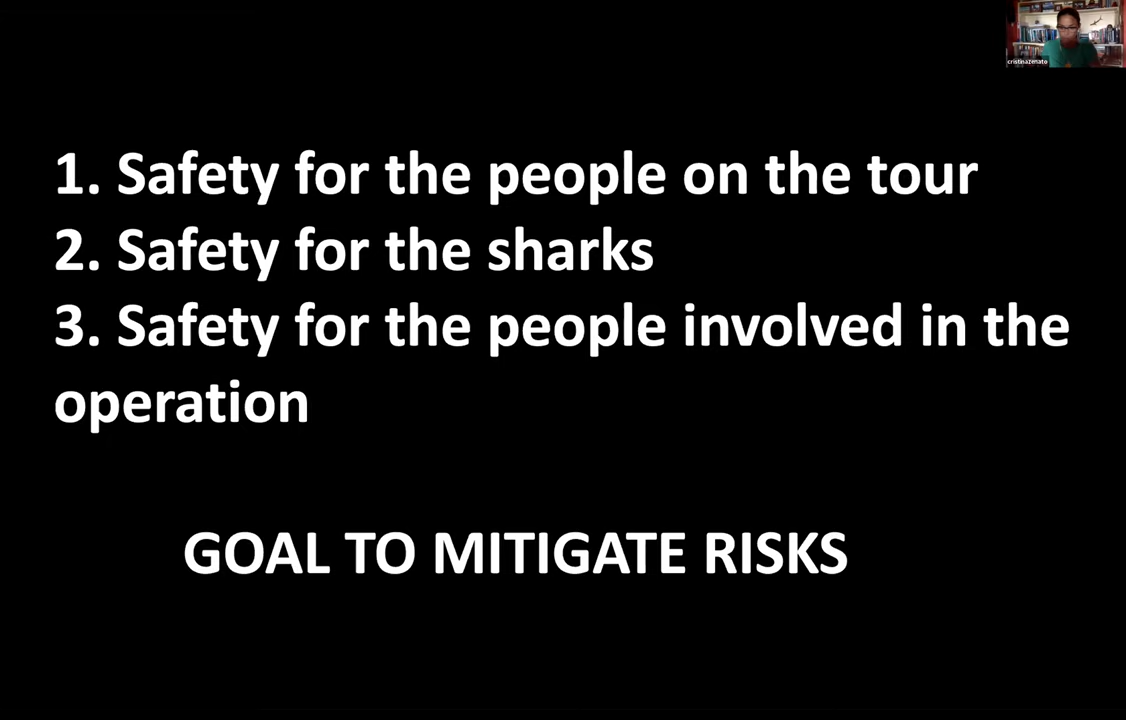 cristinazenato
1. Safety for the people on the tour
2. Safety for the sharks
3. Safety for the people involved in the
operation
GOAL TO MITIGATE RISKS